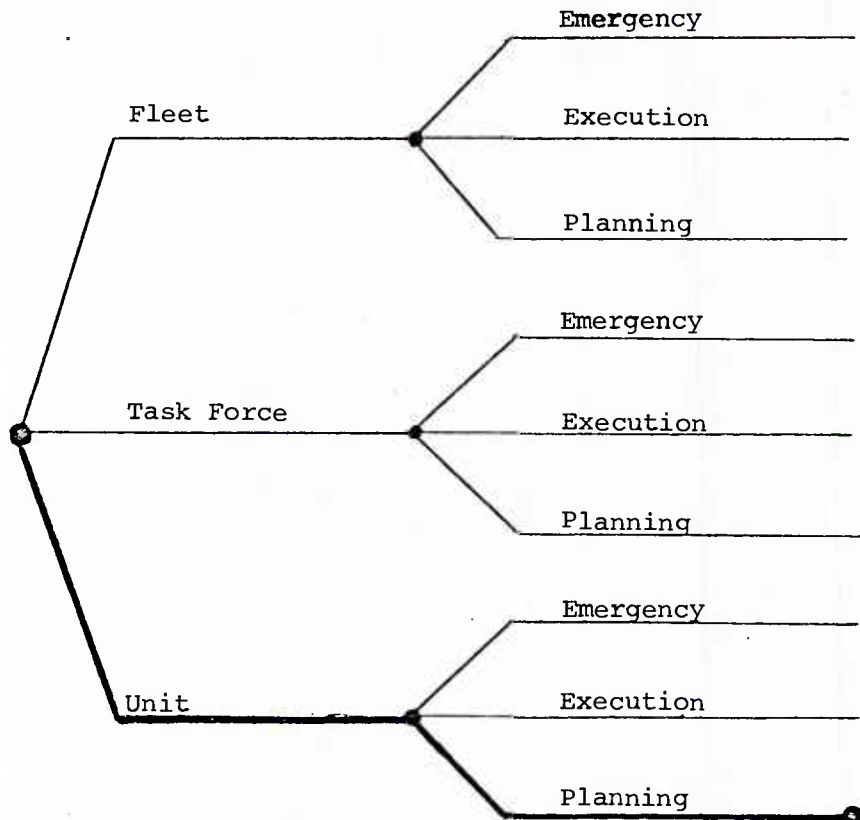 Emergency
Fleet
Execution
Planning
Emergency
Task Force
Execution
Planning
Emergency
Unit
Execution
Planning